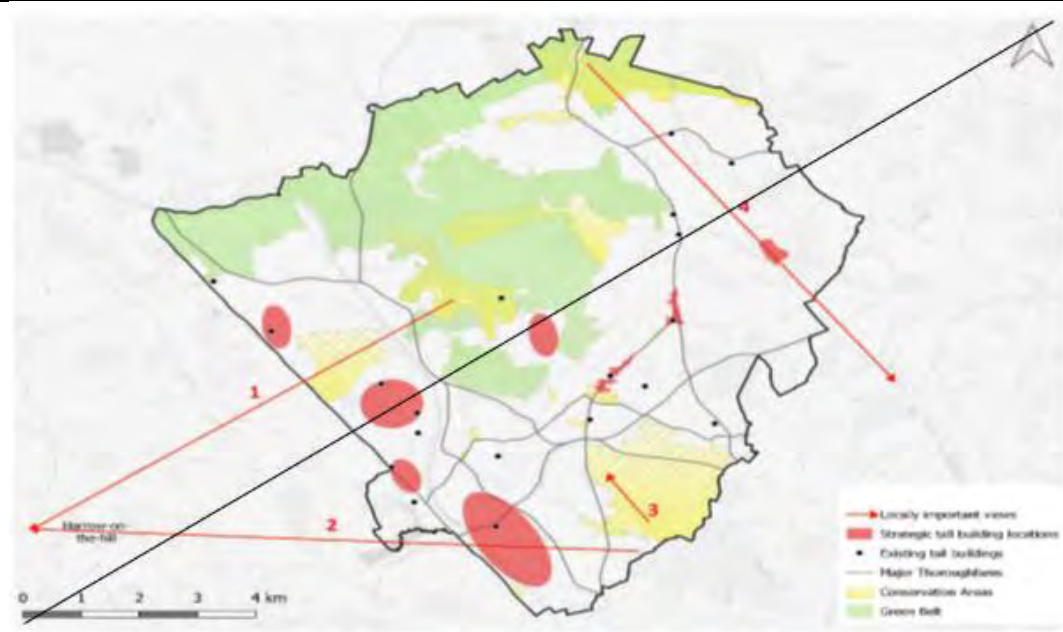 4
1
2
3
Harrow-on-
the-hill
0 1 2 3 4 km
Locally important views
Strategic tall building locations
Existing tall buildings
Major Thoroughfares
Conservation Areas
Green Belt